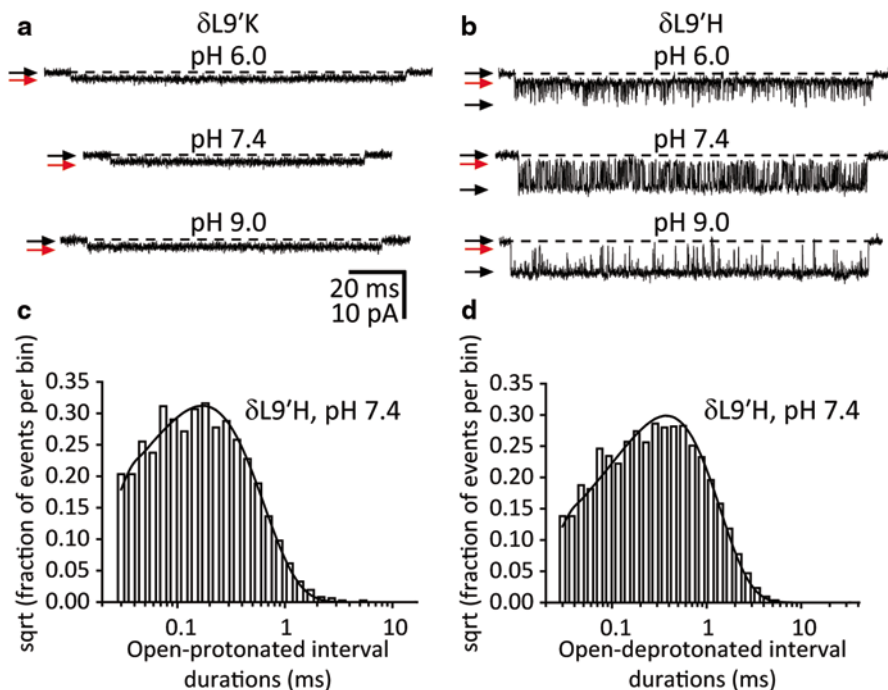 a
δL9'K
pH 6.0
pH 7.4
pH 9.0
20 ms
10 pA
b
δL9'H
pH 6.0
pH 7.4
pH 9.0
c
sqrt (fraction of events per bin)
0.35
0.30
0.25
0.20
0.15
0.10
0.05
0.00
δL9'H, pH 7.4
0.1
1
10
Open-protonated interval
durations (ms)
d
sqrt (fraction of events per bin)
0.35
0.30
0.25
0.20
0.15
0.10
0.05
0.00
δL9'H, pH 7.4
0.1
1
10
Open-deprotonated interval
durations (ms)